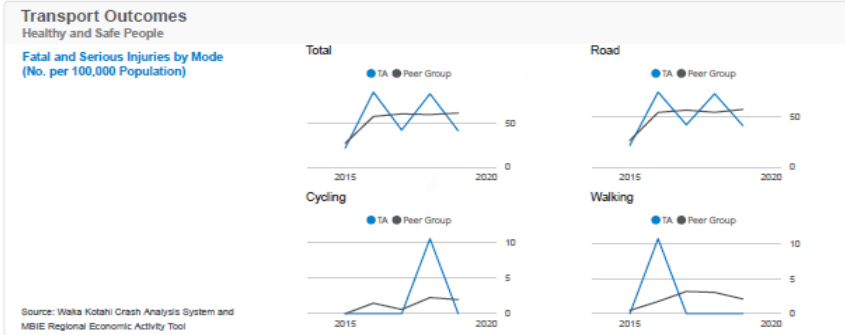 Transport Outcomes
Healthy and Safe People
Fatal and Serious Injuries by Mode
(No. per 100,000 Population)
Total
TA Peer Group
50
0
2015 2020
Road
TA Peer Group
50
0
2015 2020
Cycling
TA Peer Group
10
5
0
2015 2020
Walking
TA Peer Group
10
5
0
2015 2020
Source: Waka Kotahi Crash Analysis System and
MBIE Regional Economic Activity Tool